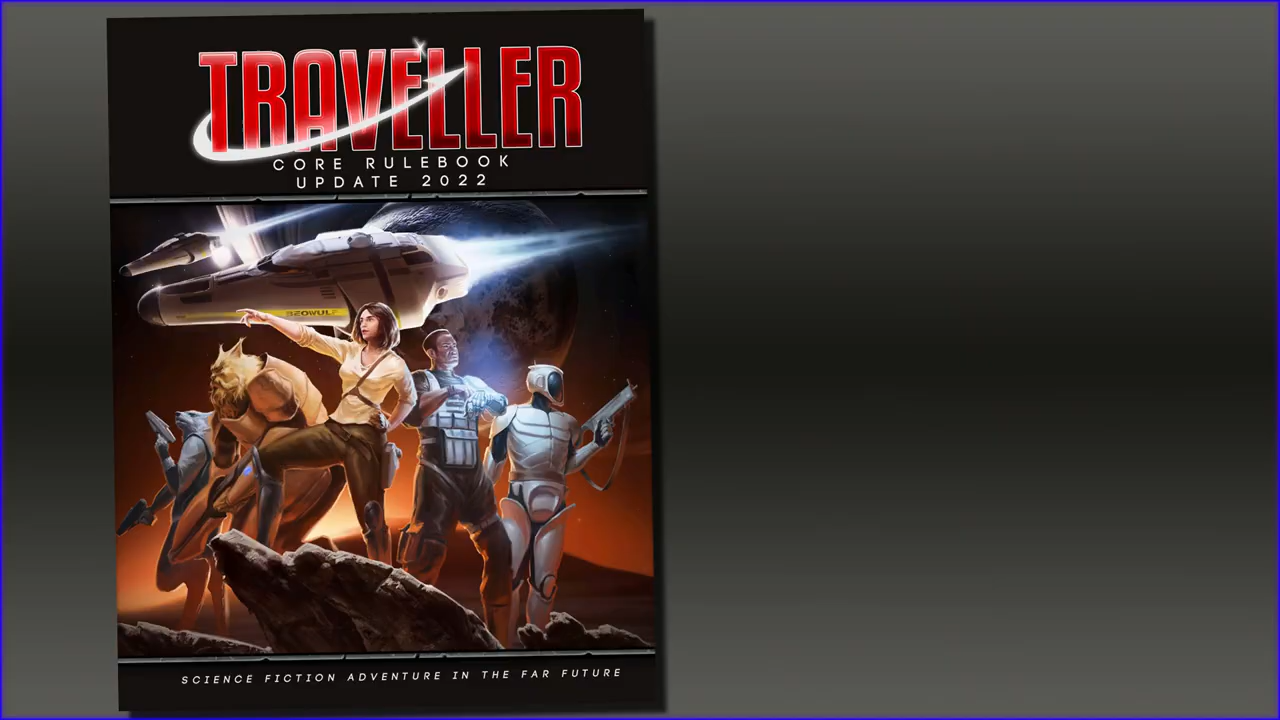 TRAVELLER
CORE RULEBOOK
UPDATE 2022
BEOWULF
SCIENCE FICTION ADVENTURE IN THE FAR FUTURE